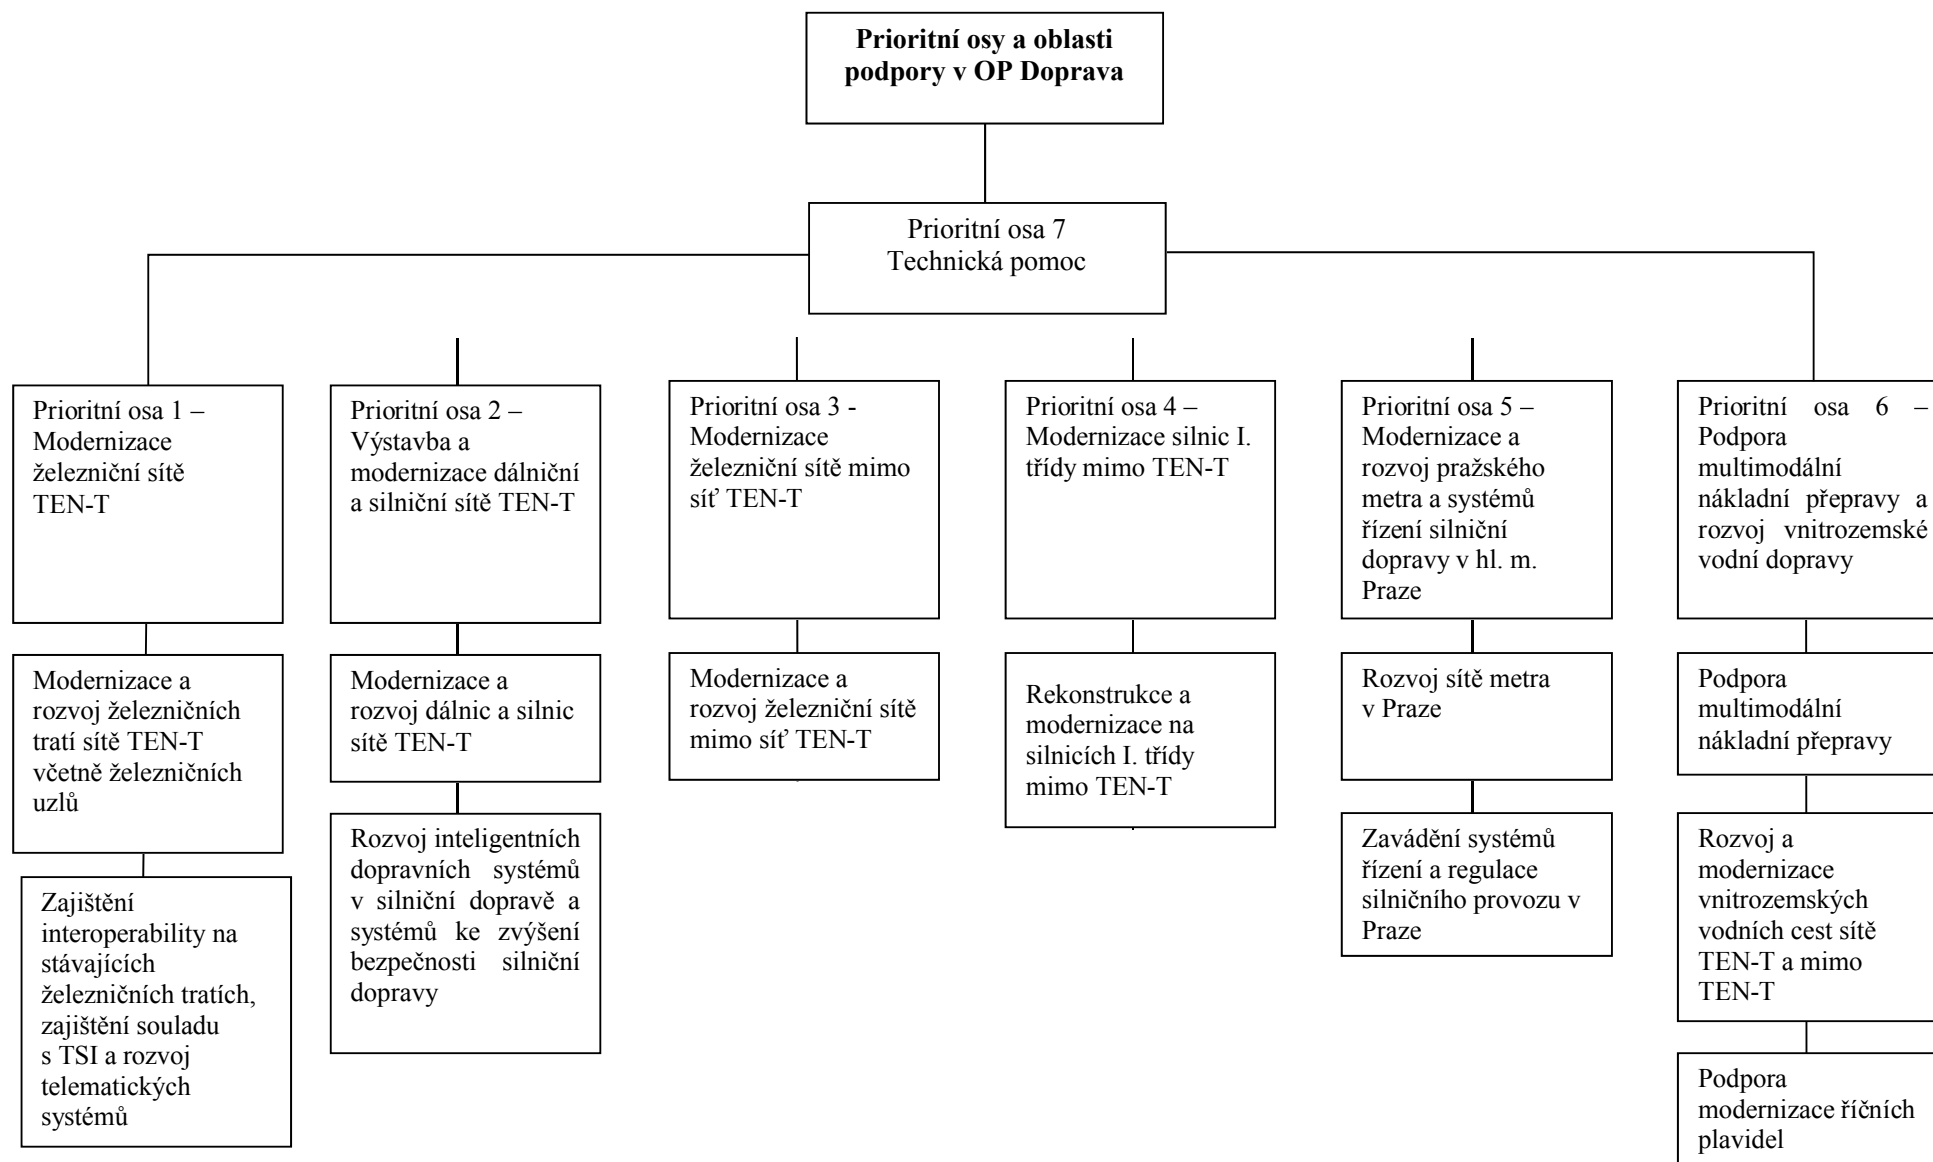 Prioritní osy a oblasti
podpory v OP Doprava
Prioritní osa 7
Technická pomoc
Prioritní osa 1 –
Modernizace
železniční sítě
TEN-T
Prioritní osa 2 –
Výstavba a
modernizace dálniční
a silniční sítě TEN-T
Prioritní osa 3 -
Modernizace
železniční sítě mimo
síť TEN-T
Prioritní osa 4 –
Modernizace silnic I.
třídy mimo TEN-T
Prioritní osa 5 –
Modernizace a
rozvoj pražského
metra a systémů
řízení silniční
dopravy v hl. m.
Praze
Prioritní osa 6 –
Podpora
multimodální
nákladní přepravy a
rozvoj vnitrozemské
vodní dopravy
Modernizace a
rozvoj železničních
tratí sítě TEN-T
včetně železničních
uzlů
Modernizace a
rozvoj dálnic a silnic
sítě TEN-T
Modernizace a
rozvoj železniční sítě
mimo síť TEN-T
Rekonstrukce a
modernizace na
silnicích I. třídy
mimo TEN-T
Rozvoj sítě metra
v Praze
Podpora
multimodální
nákladní přepravy
Zajištění
interoperability na
stávajících
železničních tratích,
zajištění souladu
s TSI a rozvoj
telematických
systémů
Rozvoj inteligentních
dopravních systémů
v silniční dopravě a
systémů ke zvýšení
bezpečnosti silniční
dopravy
Zavádění systémů
řízení a regulace
silničního provozu v
Praze
Rozvoj a
modernizace
vnitrozemských
vodních cest sítě
TEN-T a mimo
TEN-T
Podpora
modernizace říčních
plavidel